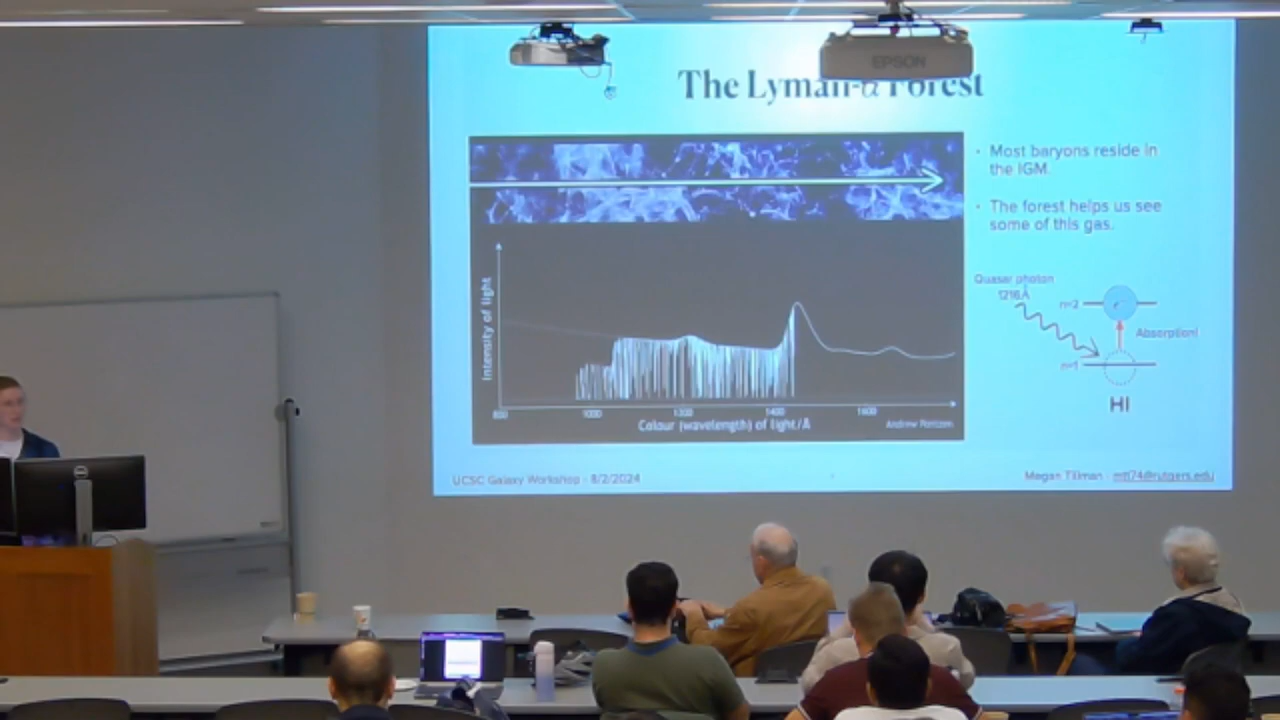 EPSON
The Lyman-α Forest
Most baryons reside in
the IGM.
The forest helps us see
some of this gas.
Quasar photon
1216Å
n=2
e-
Absorption!
n=1
HI
Intensity of light
800 1000 1200 1400 1600
Colour (wavelength) of light/Å
Andrew Pontzen
UCSC Galaxy Workshop - 8/2/2024
Megan Tillman - mtt74@rutgers.edu
DELL